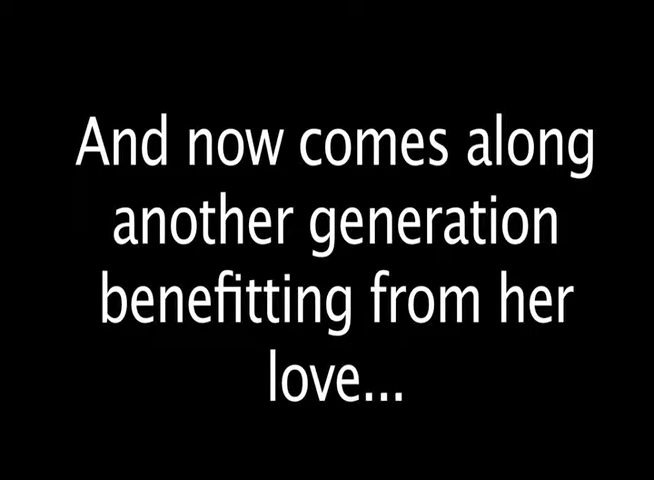 And now comes along
another generation
benefitting from her
love...